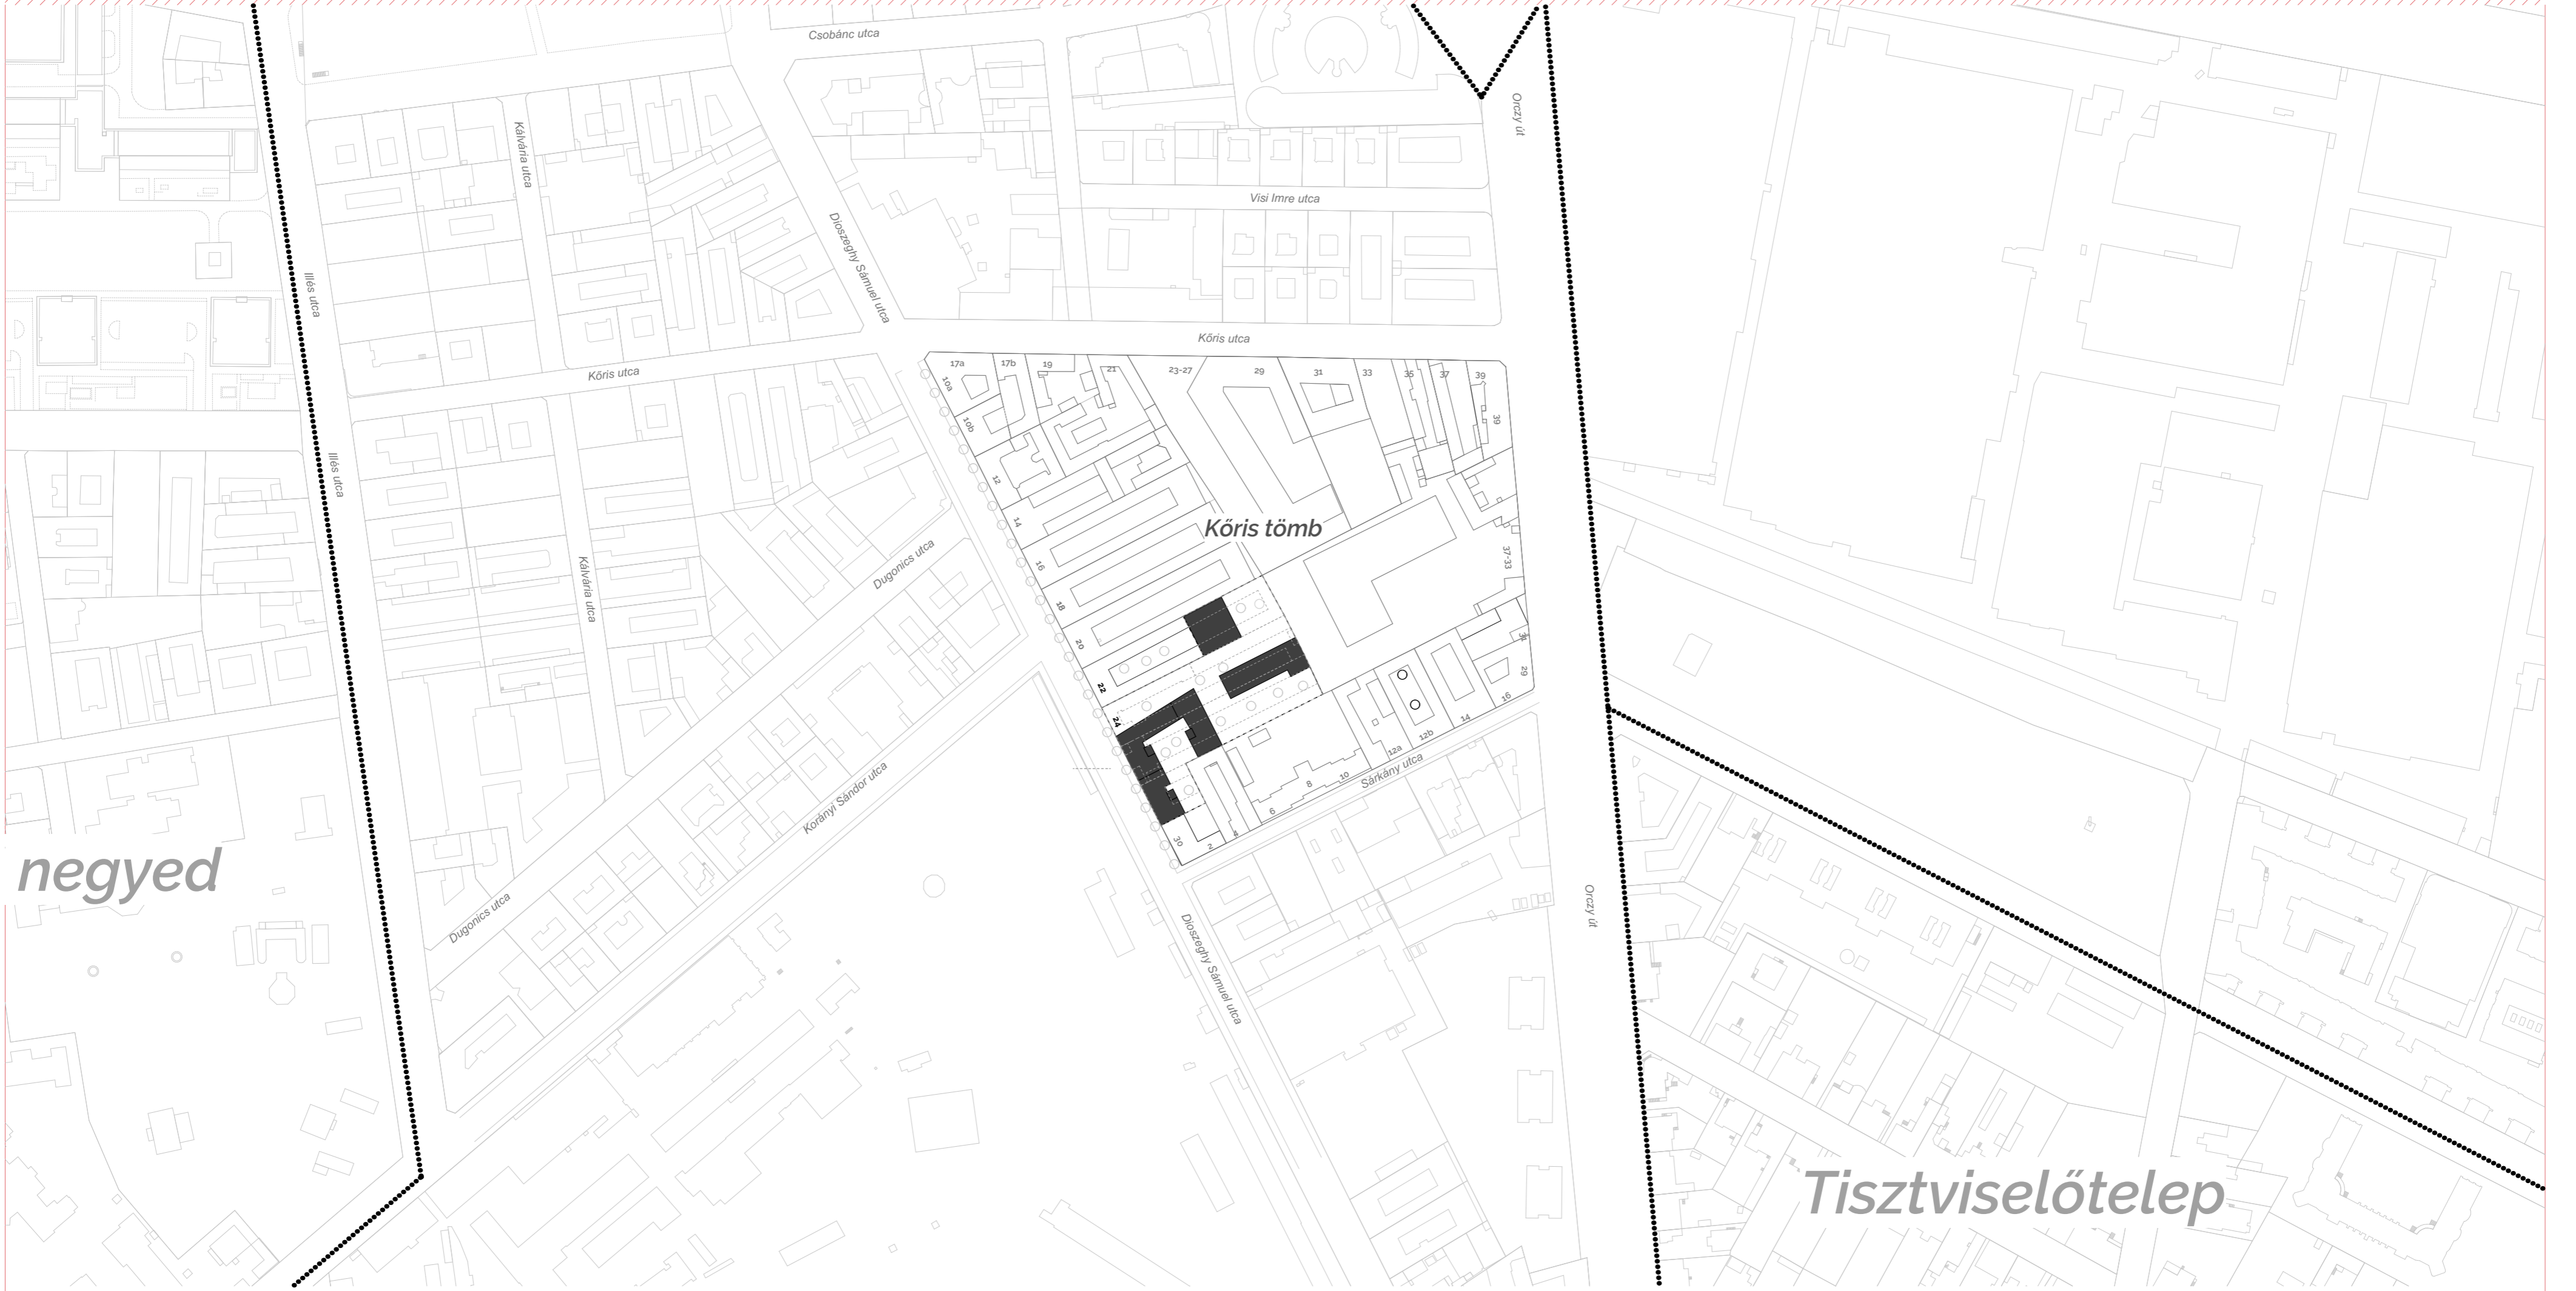 Csobánc utca
Orczy út
Kálvária utca
Visi Imre utca
Dioszeghy Sámuel utca
Illés utca
Kőris utca
Kőris utca
17a
17b
19
21
23-27
29
31
33
35
37
39
39
10a
10b
12
14
16
18
20
22
24
30
Illés utca
Kőris tömb
Dugonics utca
Kálvária utca
37-33
31
29
16
14
12b
12a
10
8
6
4
2
Sárkány utca
Korányi Sándor utca
negyed
Dugonics utca
Orczy út
Dioszeghy Sámuel utca
Tisztviselőtelep